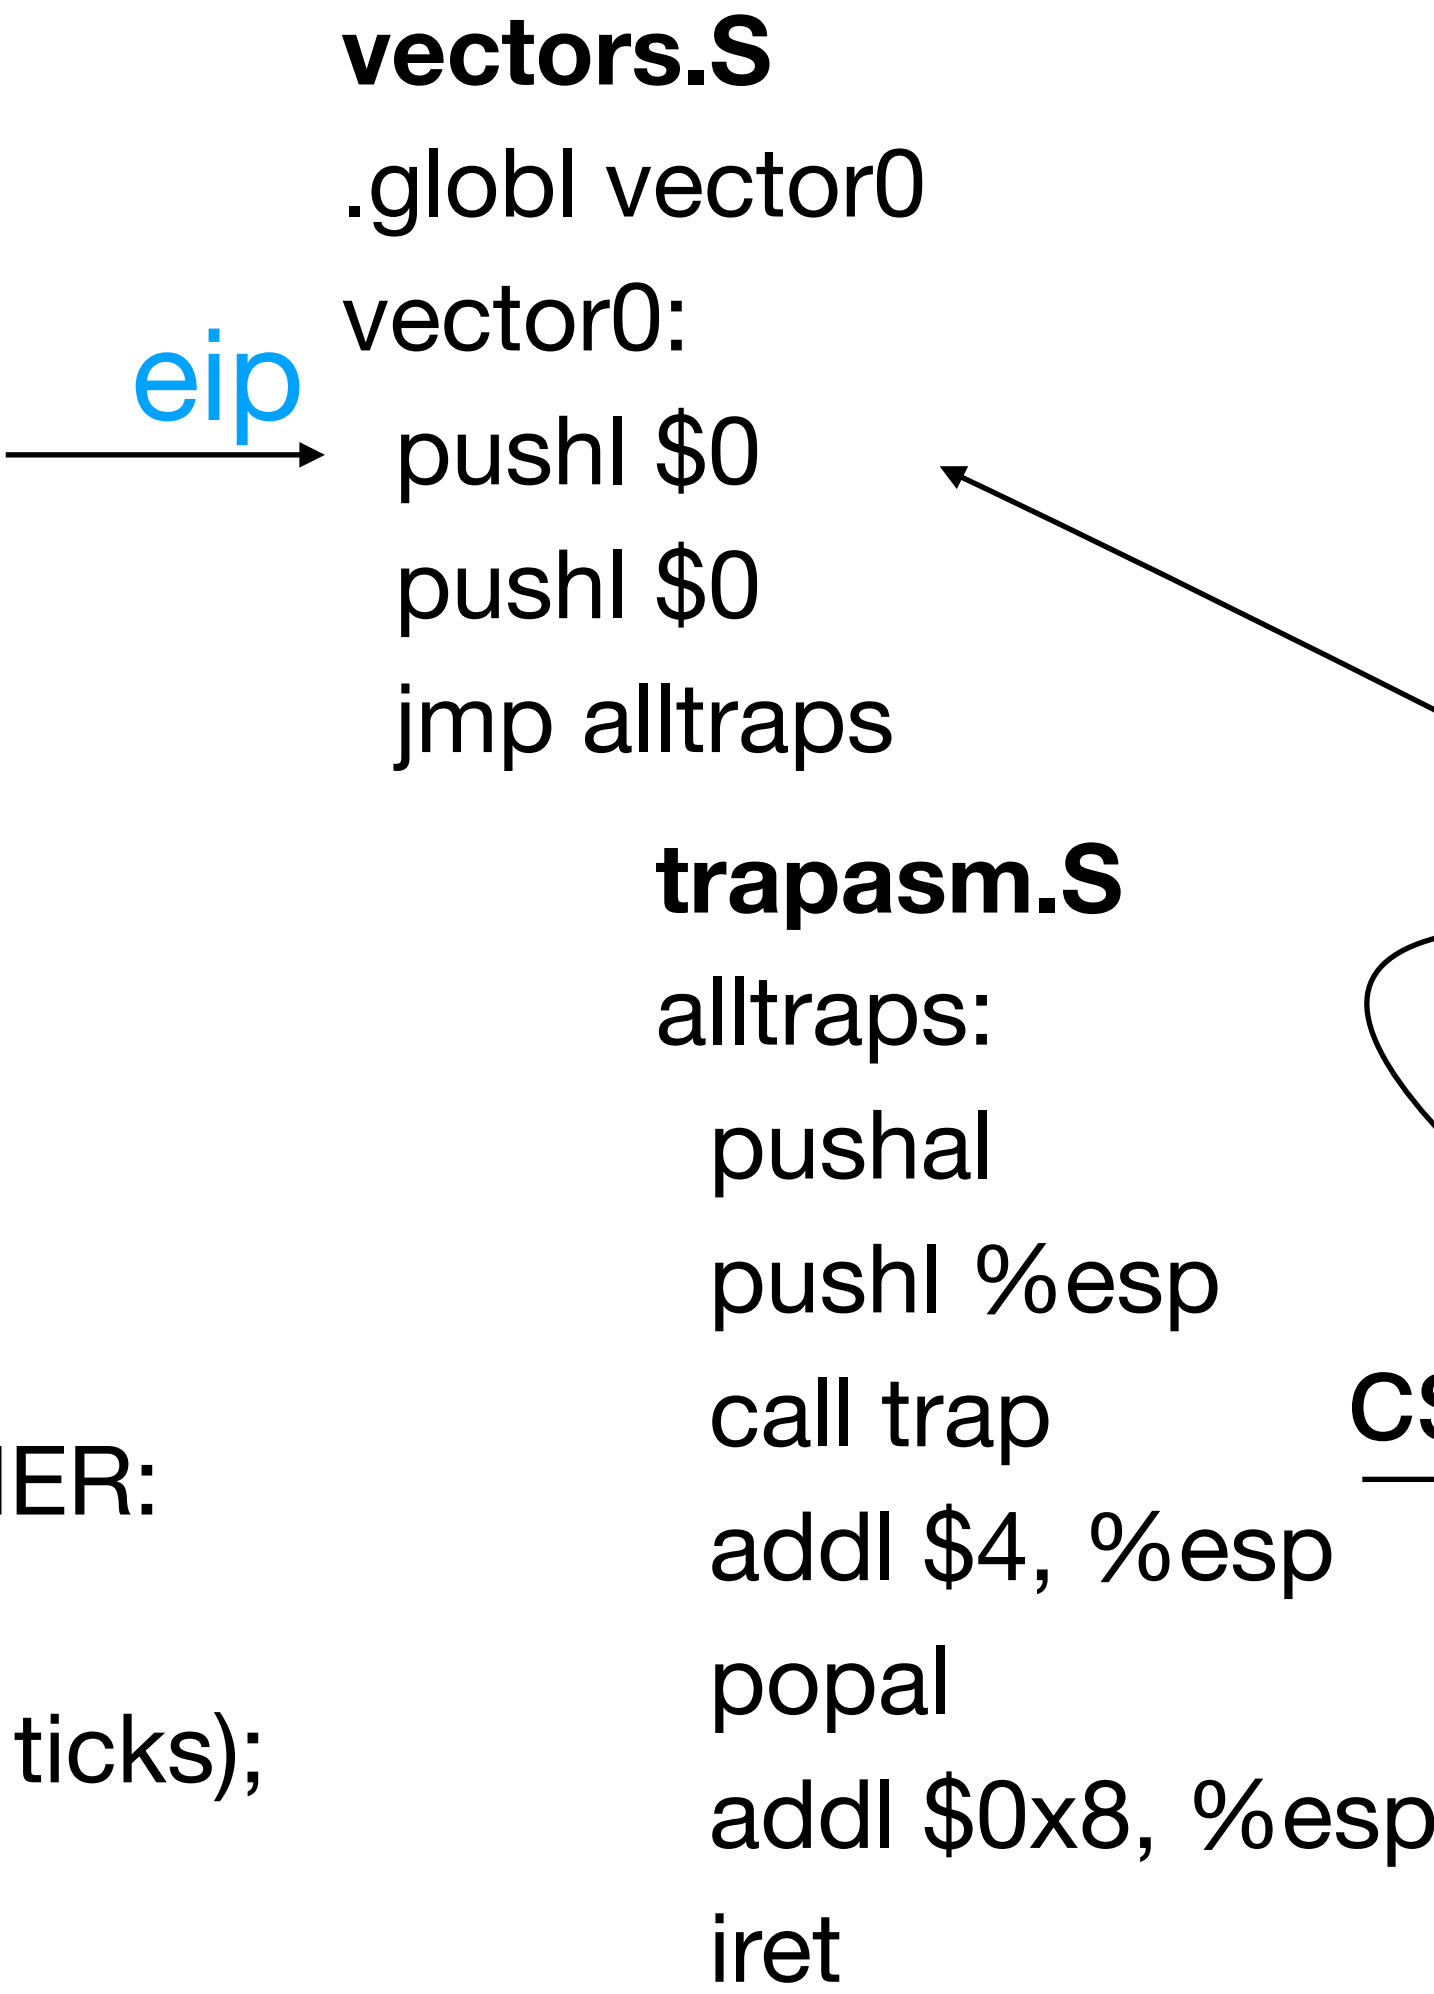 vectors.S
.globl vector0
vector0:
eip
pushl $0
pushl $0
jmp alltraps
trapasm.S
alltraps:
pushal
pushl %esp
call trap
addl $4, %esp
popal
addl $0x8, %esp
iret
ticks);